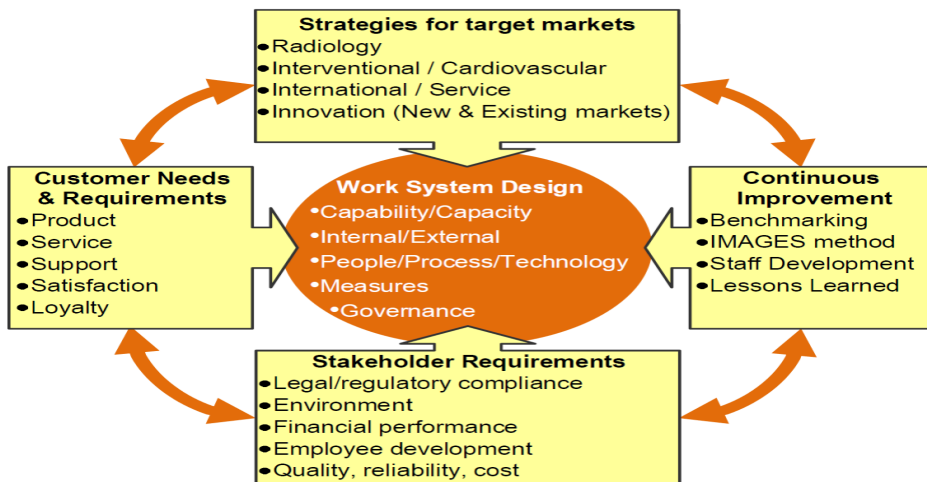 Strategies for target markets
●Radiology
●Interventional / Cardiovascular
●International / Service
●Innovation (New & Existing markets)
Customer Needs
& Requirements
●Product
●Service
●Support
●Satisfaction
●Loyalty
Work System Design
•Capability/Capacity
•Internal/External
•People/Process/Technology
•Measures
•Governance
Continuous
Improvement
●Benchmarking
●IMAGES method
●Staff Development
●Lessons Learned
Stakeholder Requirements
●Legal/regulatory compliance
●Environment
●Financial performance
●Employee development
●Quality, reliability, cost